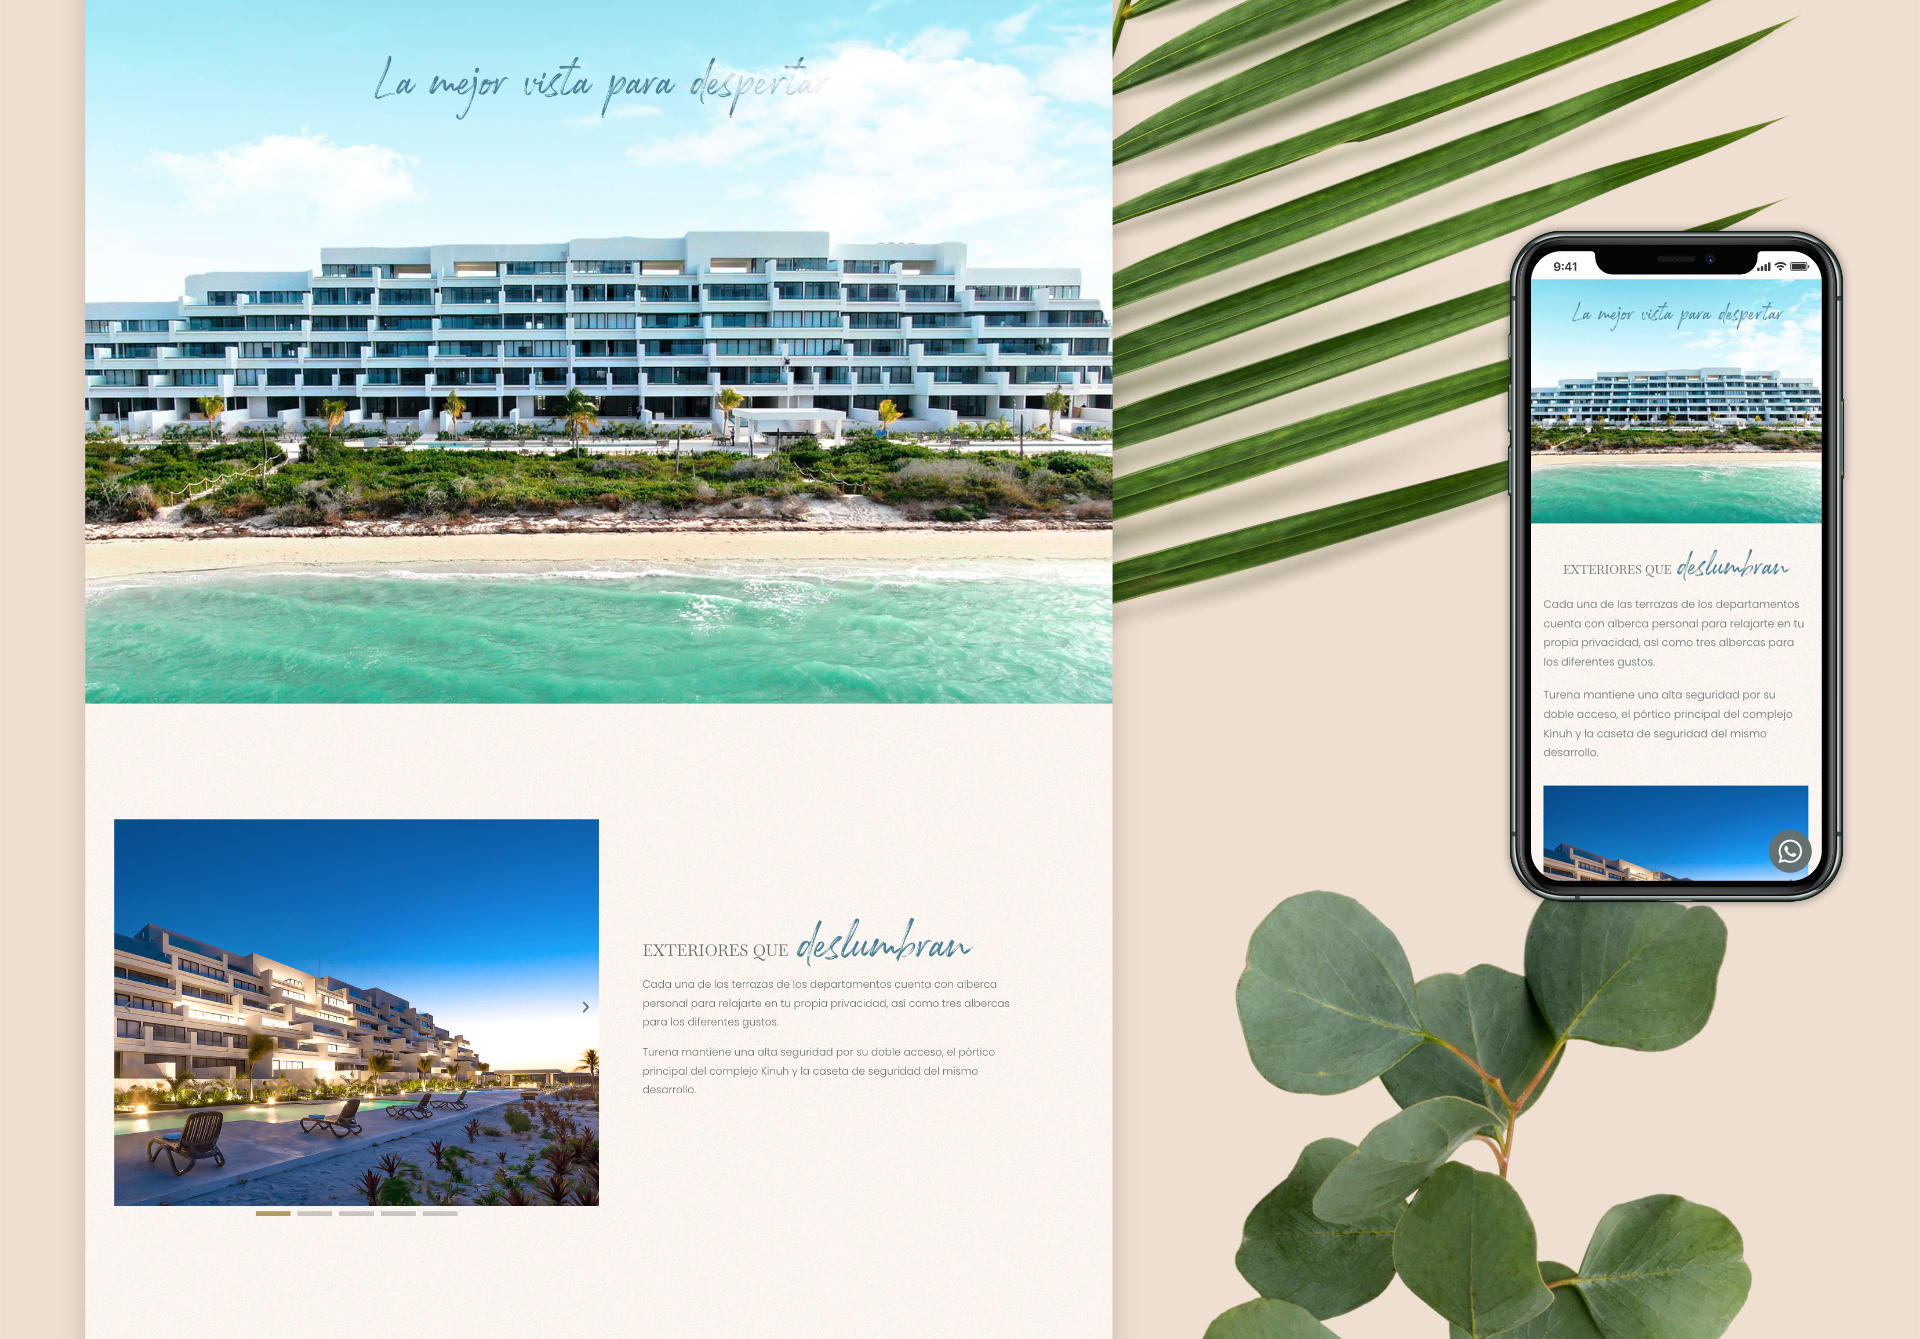 La mejor vista para despertar
EXTERIORES QUE deslumbran
Cada una de las terrazas de los departamentos cuenta con alberca
personal para relajarte en tu propia privacidad, así como tres albercas
para los diferentes gustos.
Turena mantiene una alta seguridad por su doble acceso, el pórtico
principal del complejo Kinuh y la caseta de seguridad del mismo
desarrollo.
9:41
La mejor vista para despertar
EXTERIORES QUE deslumbran
Cada una de las terrazas de los departamentos
cuenta con alberca personal para relajarte en tu
propia privacidad, así como tres albercas para
los diferentes gustos.
Turena mantiene una alta seguridad por su
doble acceso, el pórtico principal del complejo
Kinuh y la caseta de seguridad del mismo
desarrollo.